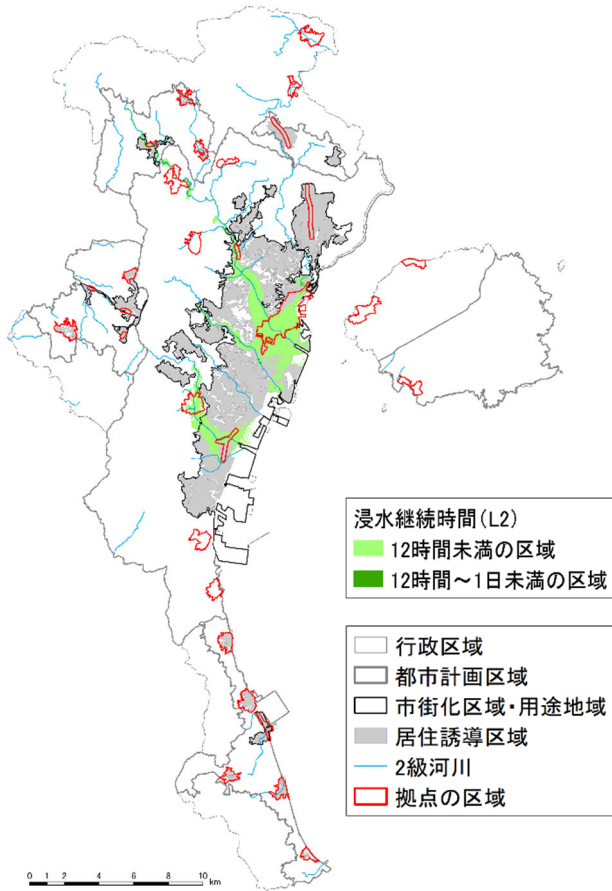 浸水継続時間(L2)
12時間未満の区域
12時間～1日未満の区域
行政区域
都市計画区域
市街化区域・用途地域
居住誘導区域
2級河川
拠点の区域
0 1 2 4 6 8 10
km